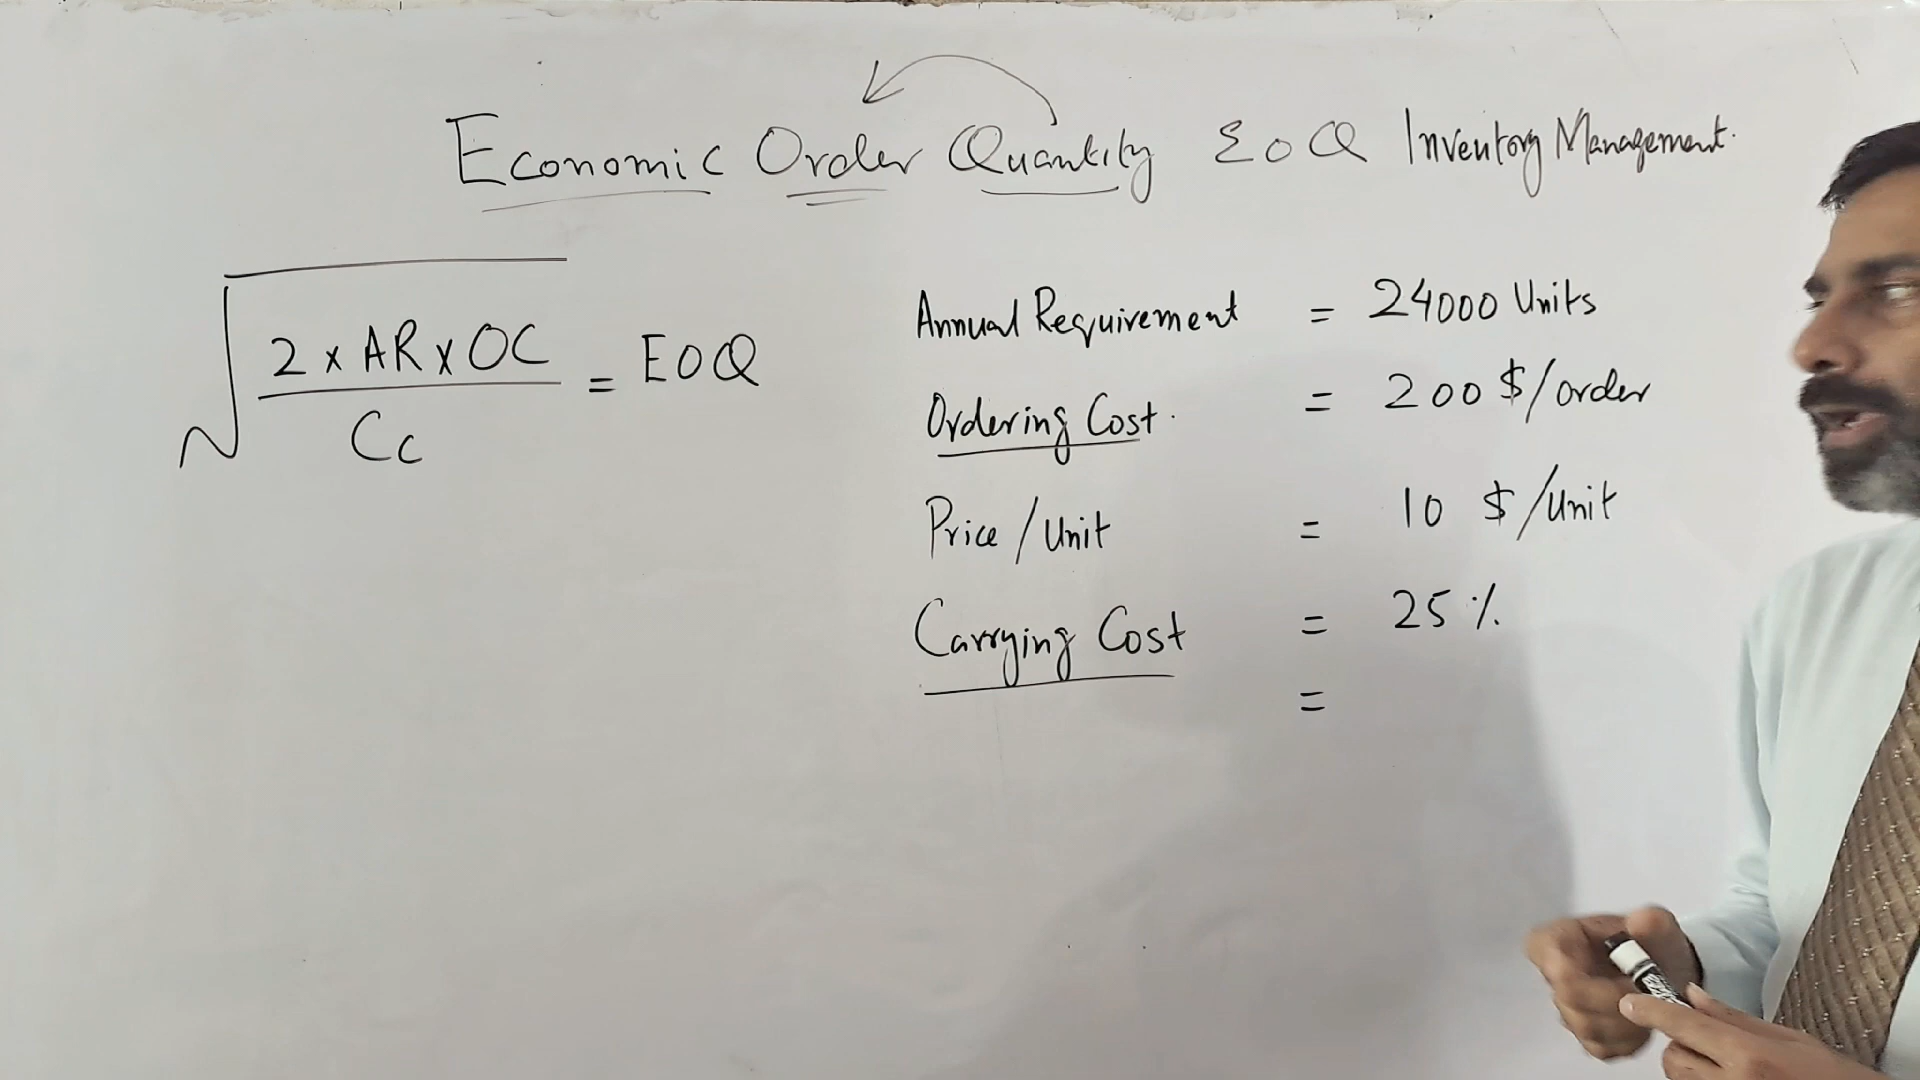 Economic Order Quantity EOQ Inventory Management.
√ 2 x AR x OC / Cc = EOQ
Annual Requirement = 24000 Units
Ordering Cost. = 200 $/order
Price / Unit = 10 $ /Unit
Carrying Cost = 25 %
=